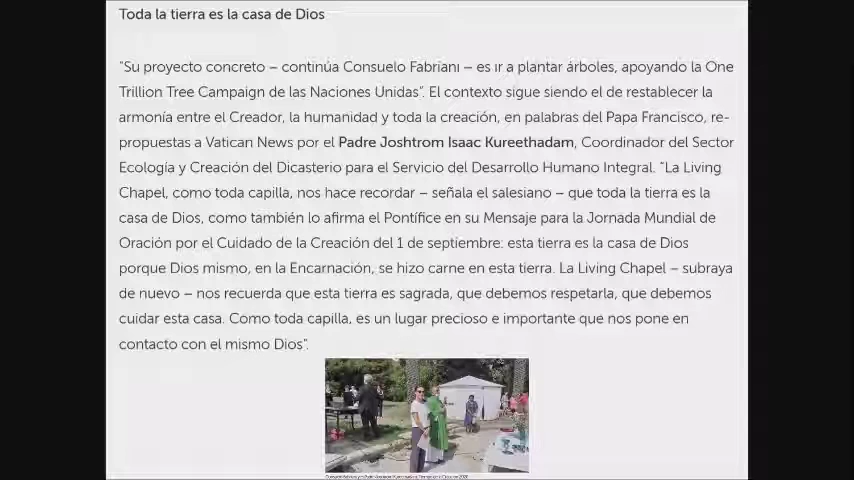 Toda la tierra es la casa de Dios
"Su proyecto concreto – continúa Consuelo Fabriani – es ir a plantar árboles, apoyando la One
Trillion Tree Campaign de las Naciones Unidas". El contexto sigue siendo el de restablecer la
armonía entre el Creador, la humanidad y toda la creación, en palabras del Papa Francisco, re-
propuestas a Vatican News por el Padre Joshtrom Isaac Kureethadam, Coordinador del Sector
Ecología y Creación del Dicasterio para el Servicio del Desarrollo Humano Integral. "La Living
Chapel, como toda capilla, nos hace recordar – señala el salesiano – que toda la tierra es la
casa de Dios, como también lo afirma el Pontífice en su Mensaje para la Jornada Mundial de
Oración por el Cuidado de la Creación del 1 de septiembre: esta tierra es la casa de Dios
porque Dios mismo, en la Encarnación, se hizo carne en esta tierra. La Living Chapel – subraya
de nuevo – nos recuerda que esta tierra es sagrada, que debemos respetarla, que debemos
cuidar esta casa. Como toda capilla, es un lugar precioso e importante que nos pone en
contacto con el mismo Dios".